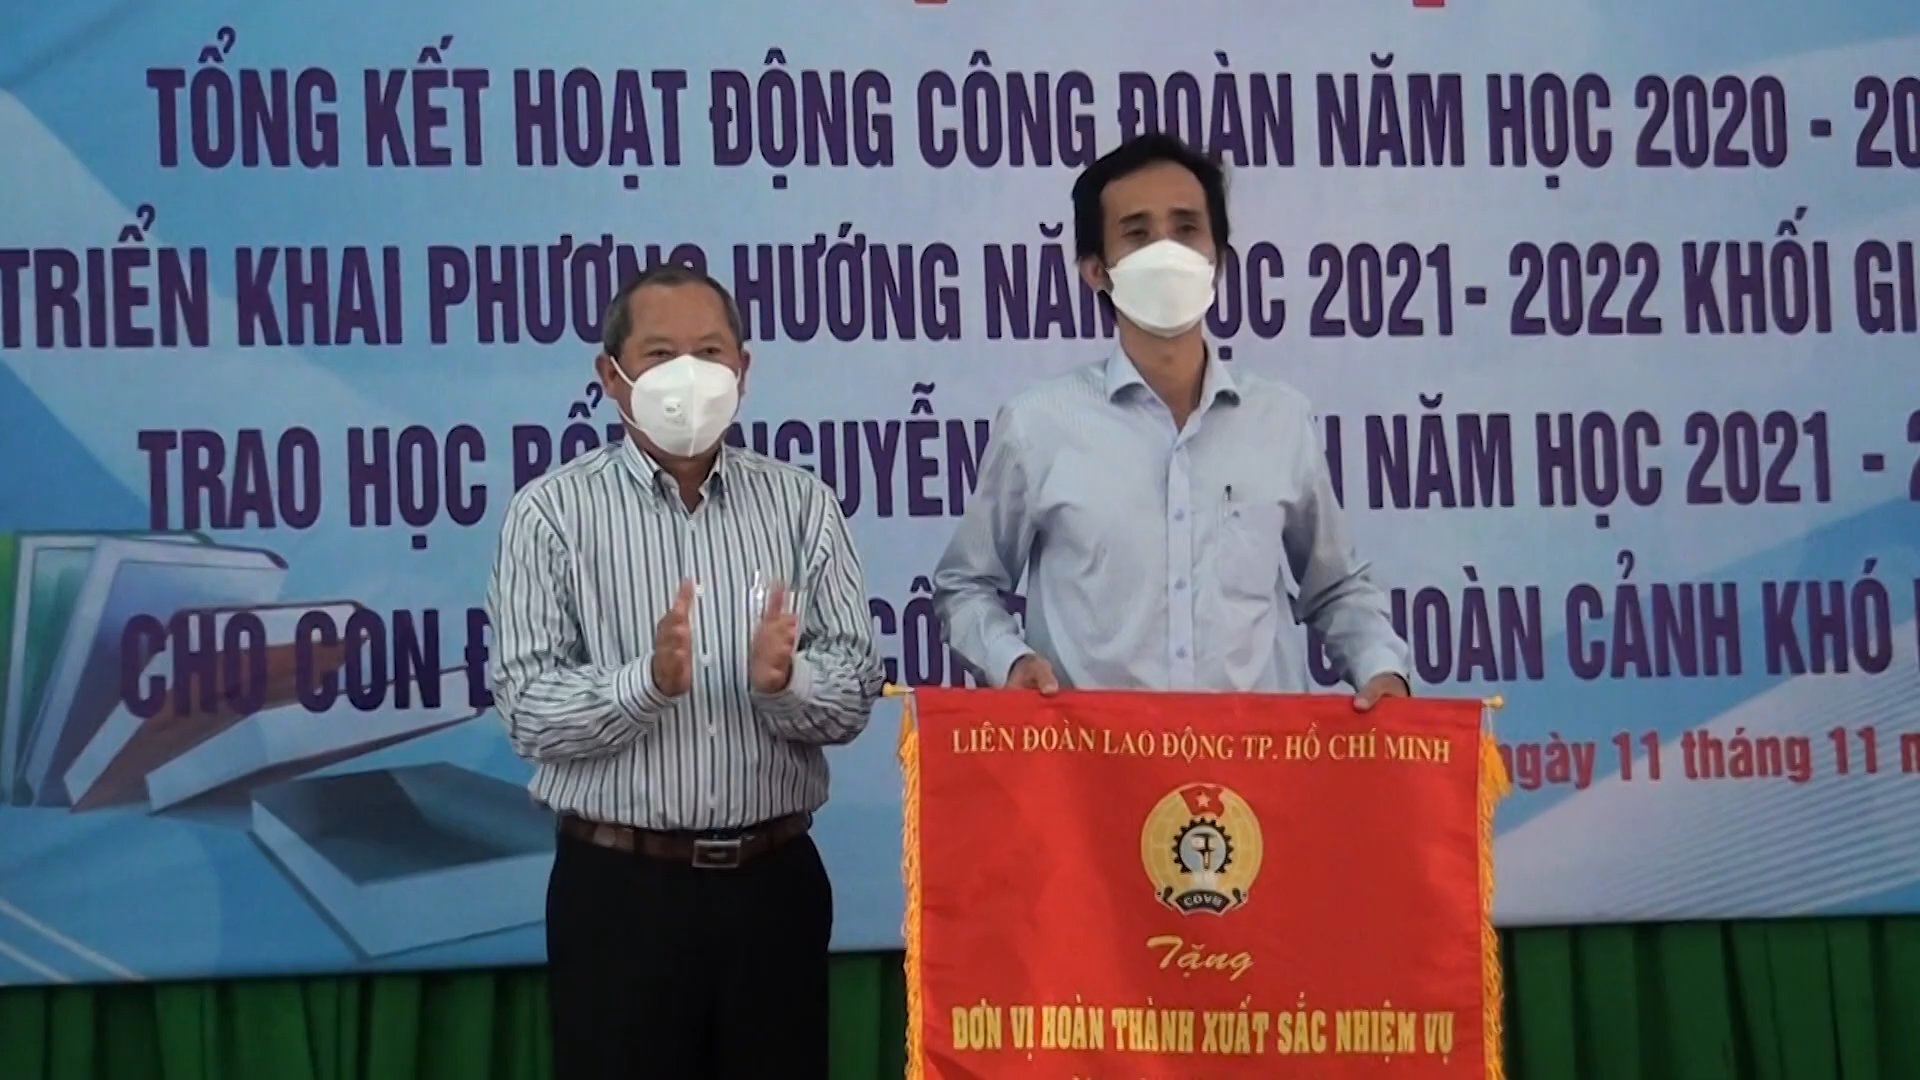 TỔNG KẾT HOẠT ĐỘNG CÔNG ĐOÀN NĂM HỌC 2020 - 20
TRIỂN KHAI PHƯƠNG HƯỚNG NĂM HỌC 2021- 2022 KHỐI GI
TRAO HỌC BỔNG NGUYỄN NĂM HỌC 2021 -
CHO CON HOÀN CẢNH KHÓ
ngày 11 tháng 11
LIÊN ĐOÀN LAO ĐỘNG TP. HỒ CHÍ MINH
CĐVN
Tặng
ĐƠN VỊ HOÀN THÀNH XUẤT SẮC NHIỆM VỤ